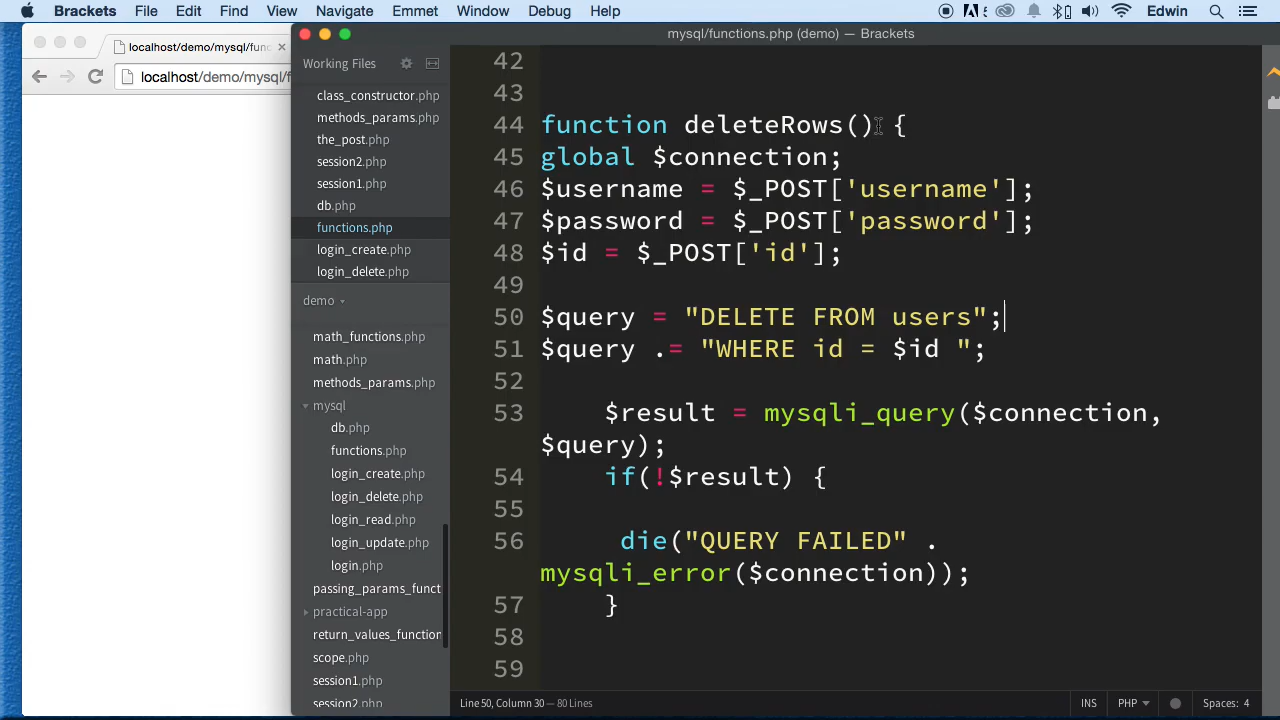 Brackets File Edit Find View Navigate Emmet Window Debug Help 5 Edwin
localhost/demo/mysql/func
mysql/functions.php (demo) — Brackets
localhost/demo/mysql/f
Working Files
class_constructor.php
methods_params.php
the_post.php
session2.php
session1.php
db.php
functions.php
login_create.php
login_delete.php
demo
math_functions.php
math.php
methods_params.php
mysql
db.php
functions.php
login_create.php
login_delete.php
login_read.php
login_update.php
login.php
passing_params_funct
practical-app
return_values_function
scope.php
session1.php
session2.php
42
43
44 function deleteRows() {
45 global $connection;
46 $username = $_POST['username'];
47 $password = $_POST['password'];
48 $id = $_POST['id'];
49
50 $query = "DELETE FROM users";
51 $query .= "WHERE id = $id ";
52
53 $result = mysqli_query($connection,
$query);
54 if(!$result) {
55
56 die("QUERY FAILED" .
mysqli_error($connection));
57 }
58
59
Line 50, Column 30 — 80 Lines
INS PHP Spaces: 4